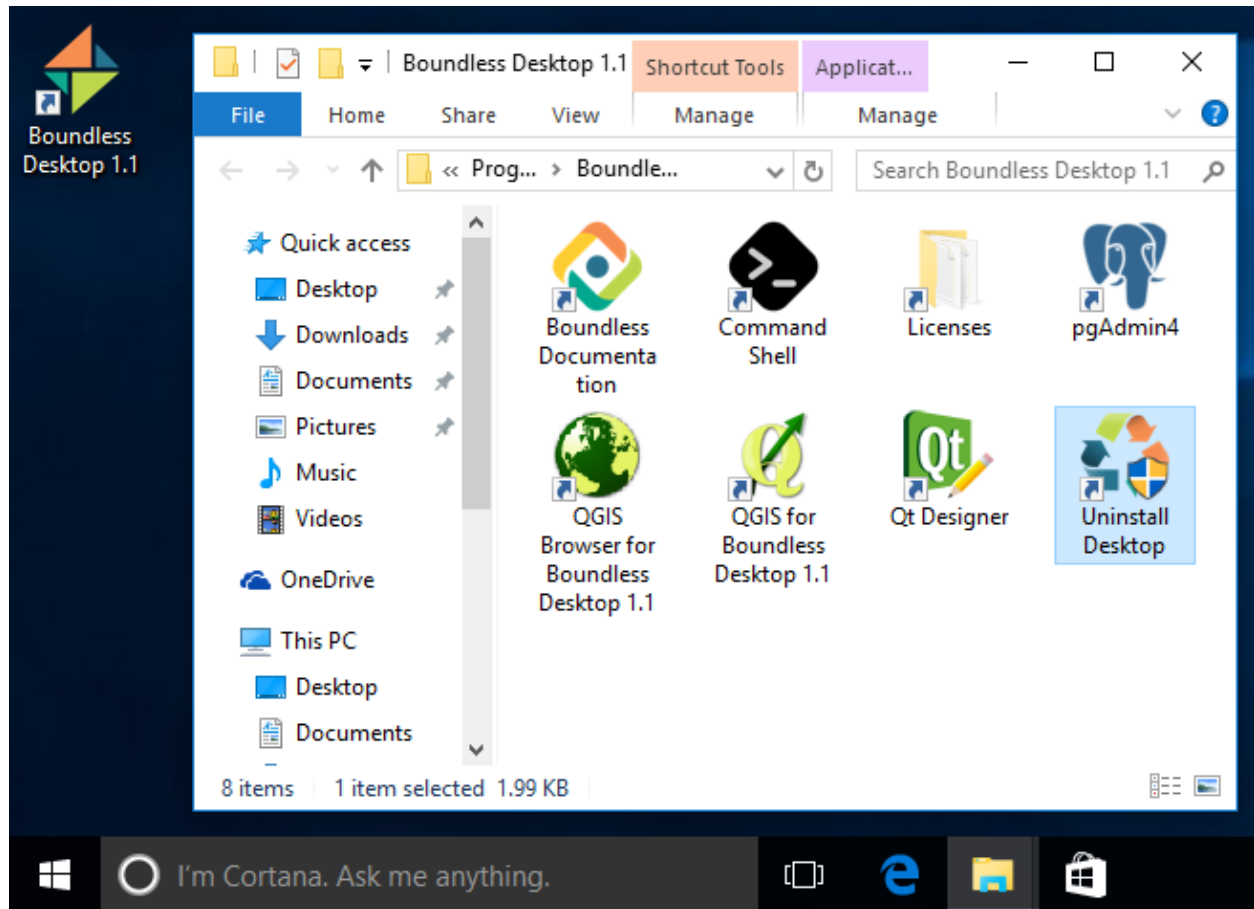 Boundless
Desktop 1.1
Boundless Desktop 1.1
Shortcut Tools
Applicat...
File
Home
Share
View
Manage
Manage
?
« Prog... > Boundle...
Search Boundless Desktop 1.1
Quick access
Desktop
Downloads
Documents
Pictures
Music
Videos
OneDrive
This PC
Desktop
Documents
Boundless
Documenta
tion
>_
Command
Shell
Licenses
pgAdmin4
QGIS
Browser for
Boundless
Desktop 1.1
QGIS for
Boundless
Desktop 1.1
Qt
Qt Designer
Uninstall
Desktop
8 items
1 item selected 1.99 KB
I'm Cortana. Ask me anything.